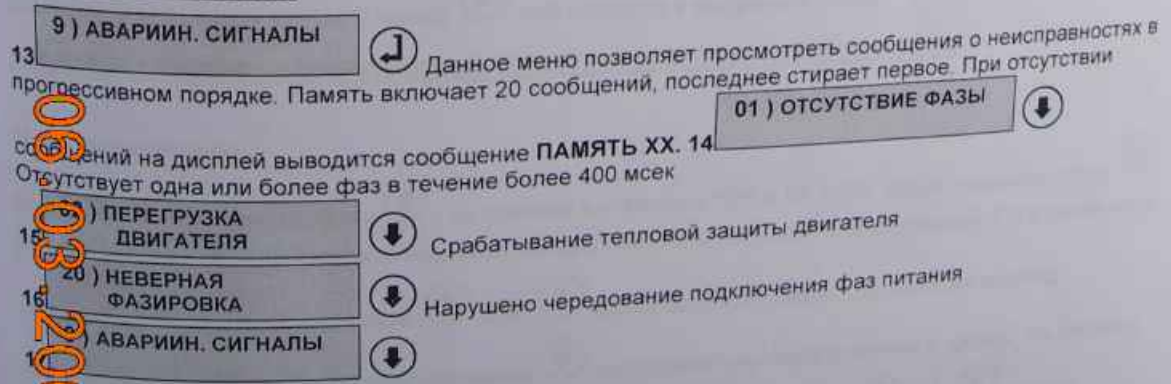 9 ) АВАРИИН. СИГНАЛЫ
13 Данное меню позволяет просмотреть сообщения о неисправностях в
прогрессивном порядке. Память включает 20 сообщений, последнее стирает первое. При отсутствии
01 ) ОТСУТСТВИЕ ФАЗЫ
сообщений на дисплей выводится сообщение ПАМЯТЬ ХХ. 14
Отсутствует одна или более фаз в течение более 400 мсек
) ПЕРЕГРУЗКА
15 ДВИГАТЕЛЯ Срабатывание тепловой защиты двигателя
20 ) НЕВЕРНАЯ
16 ФАЗИРОВКА Нарушено чередование подключения фаз питания
) АВАРИИН. СИГНАЛЫ
06.03.200